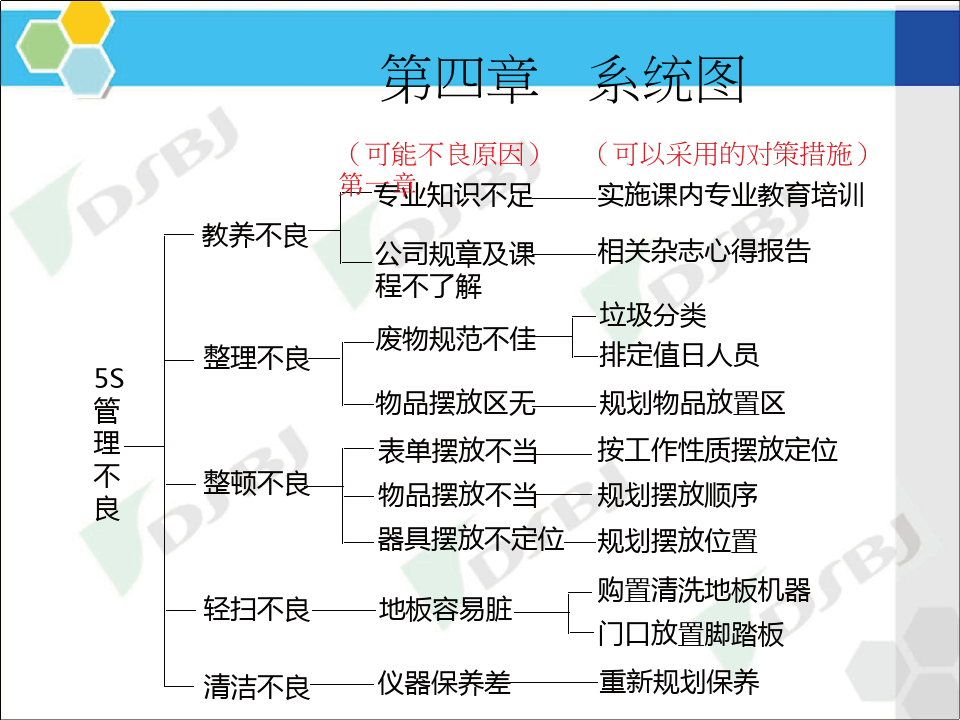 第四章 系统图
（可能不良原因）
（可以采用的对策措施）
第一章
专业知识不足
实施课内专业教育培训
教养不良
公司规章及课
程不了解
相关杂志心得报告
垃圾分类
废物规范不佳
排定值日人员
整理不良
5S
管
理
不
良
物品摆放区无
规划物品放置区
表单摆放不当
按工作性质摆放定位
整顿不良
物品摆放不当
规划摆放顺序
器具摆放不定位
规划摆放位置
购置清洗地板机器
轻扫不良
地板容易脏
门口放置脚踏板
清洁不良
仪器保养差
重新规划保养
DSBJ
DSBJ
DSBJ
DSBJ
DSBJ
DSBJ